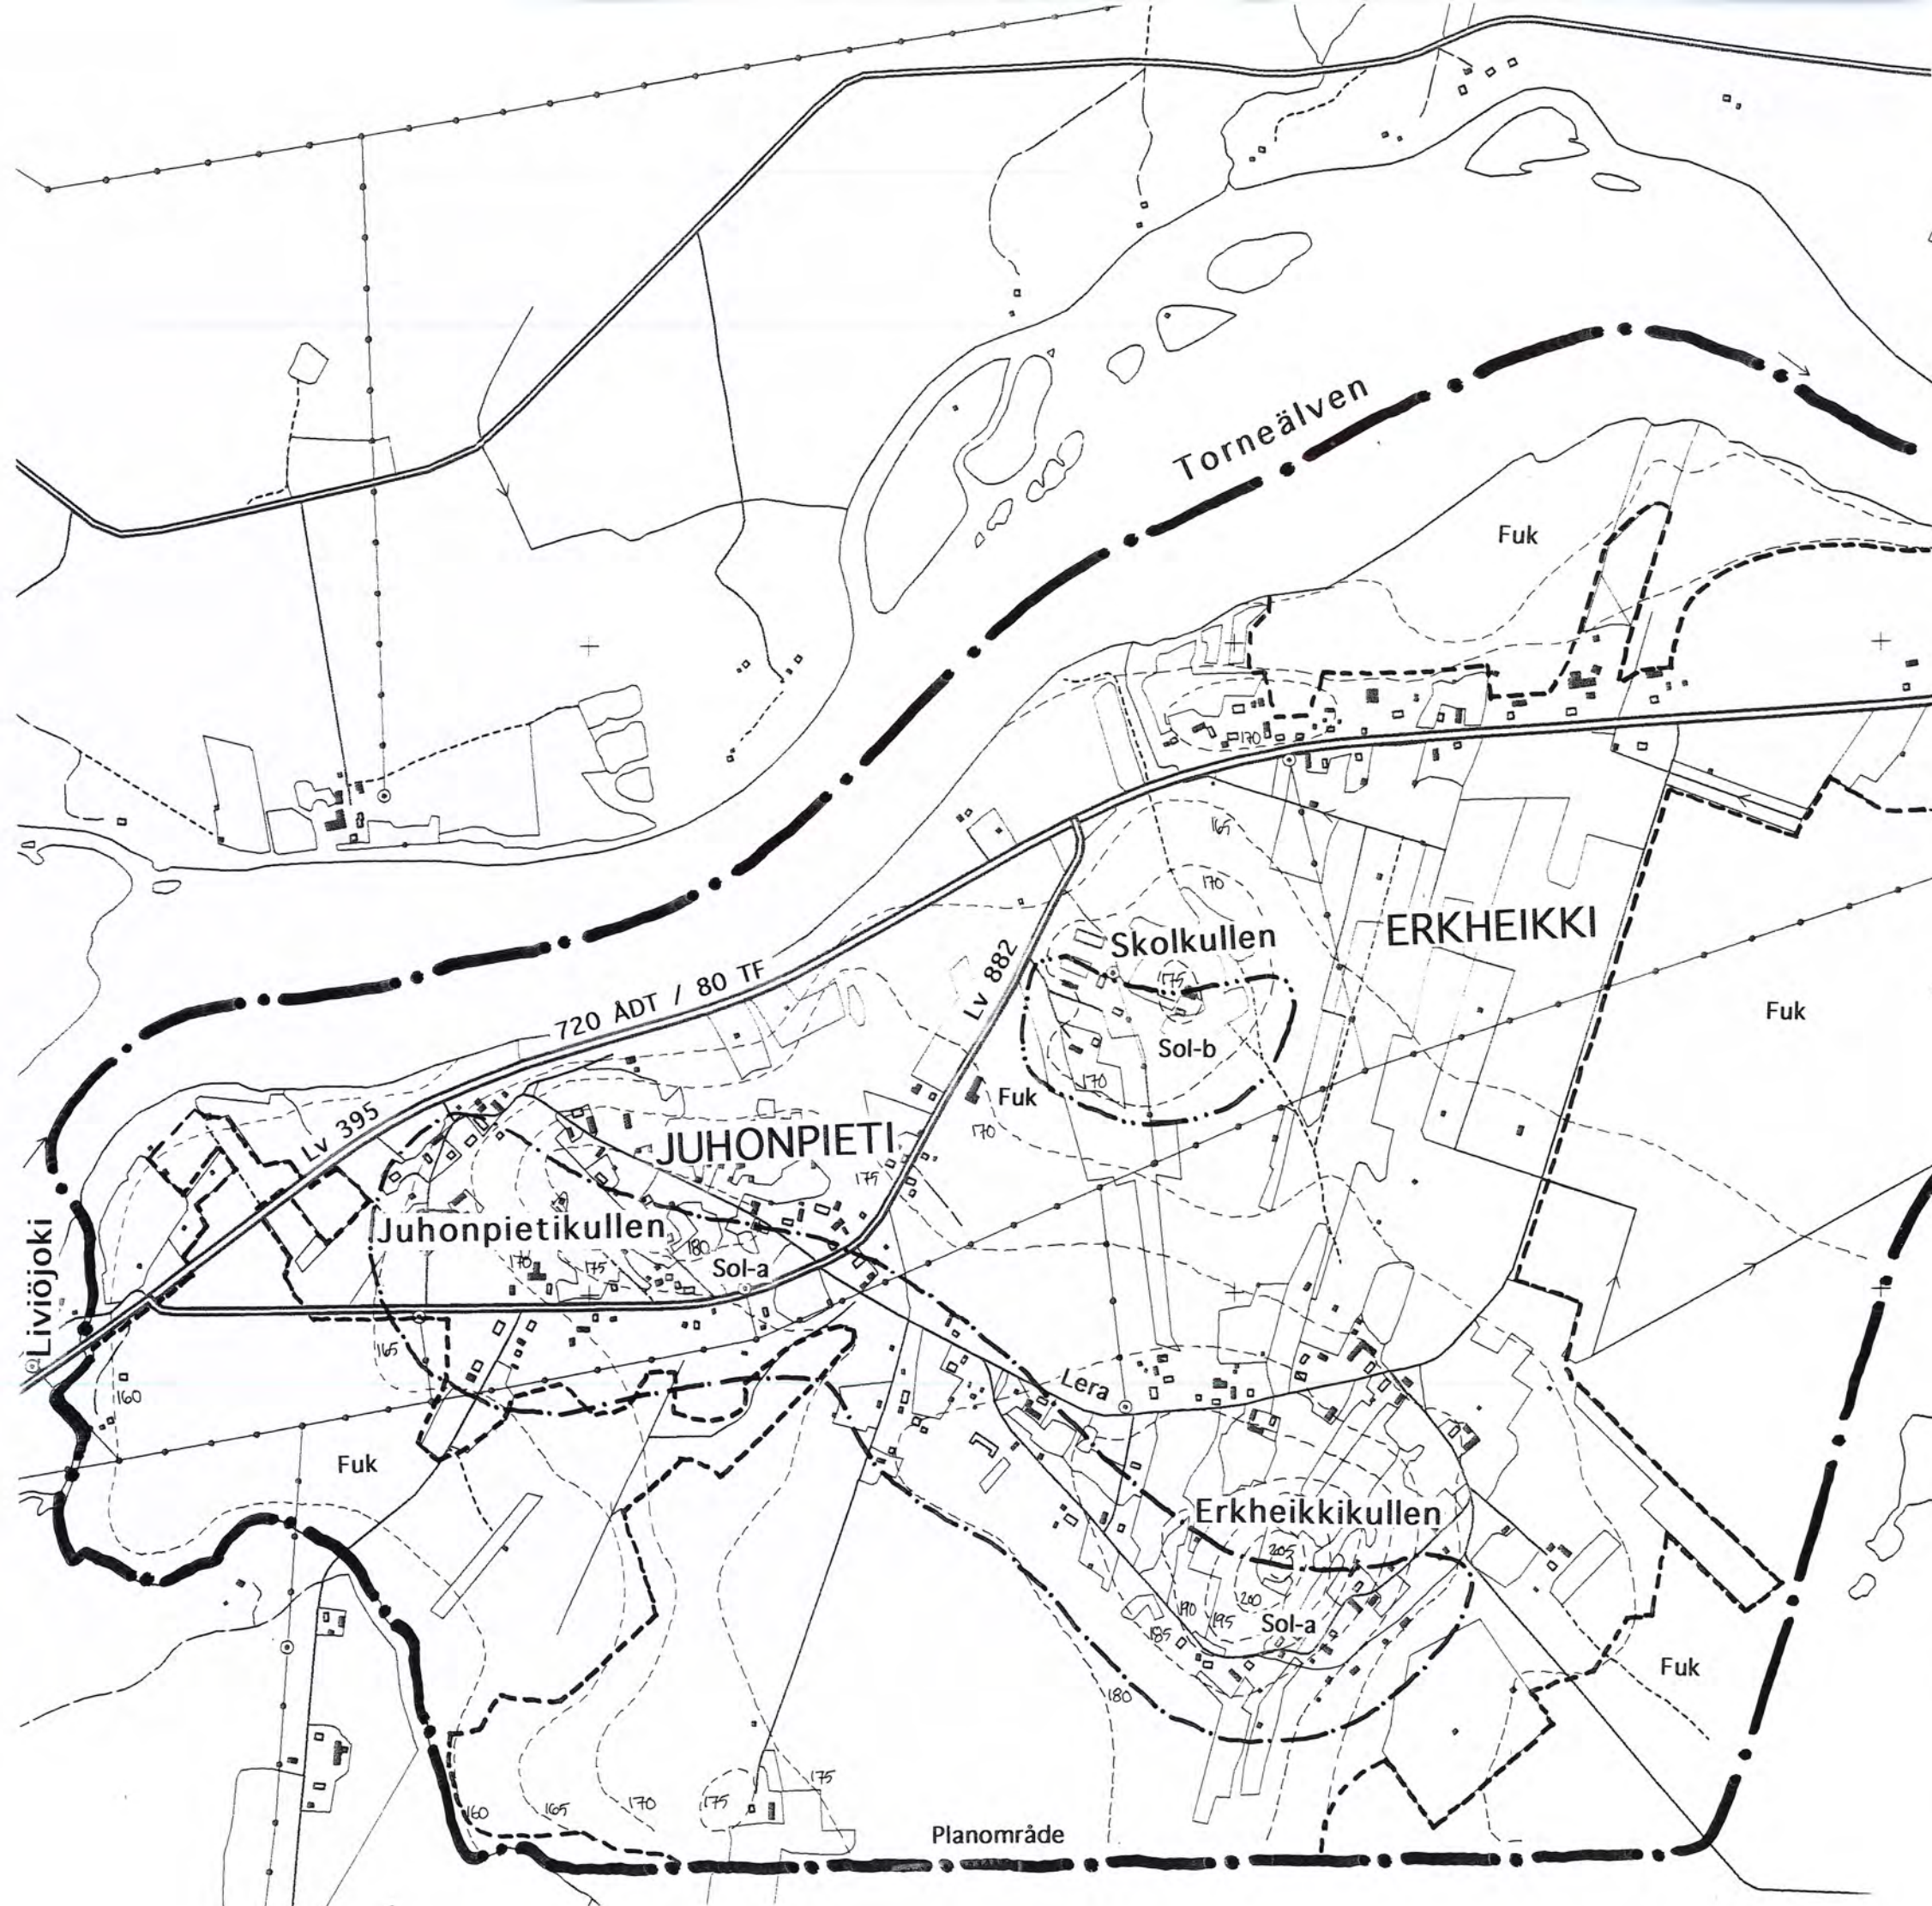 Torneälven
Fuk
170
165
170
Skolkullen
ERKHEIKKI
720 ÅDT / 80 TF
Lv 882
175
Fuk
Sol-b
170
Fuk
Lv 395
JUHONPIETI
170
175
Juhonpietikullen
Liviöjoki
180
170
175
Sol-a
165
160
Lera
Fuk
Erkheikkikullen
205
200
190
195
185
Sol-a
Fuk
180
160
165
170
175
175
Planområde